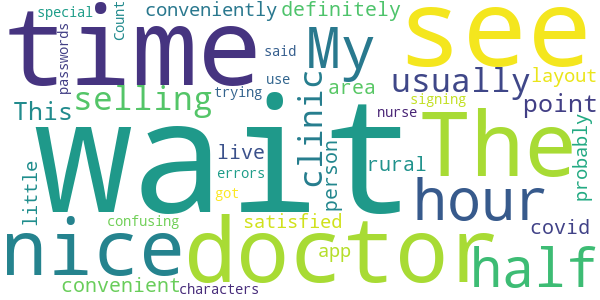 special
Count
conveniently
definitely
time
passwords
said
My
see
use
trying
usually
layout
selling
area
signing
point
This
wait
clinic
nurse
The
probably
live
errors
person
rural
little
got
hour
nice
confusing
doctor
satisfied
app
covid
half
convenient
characters